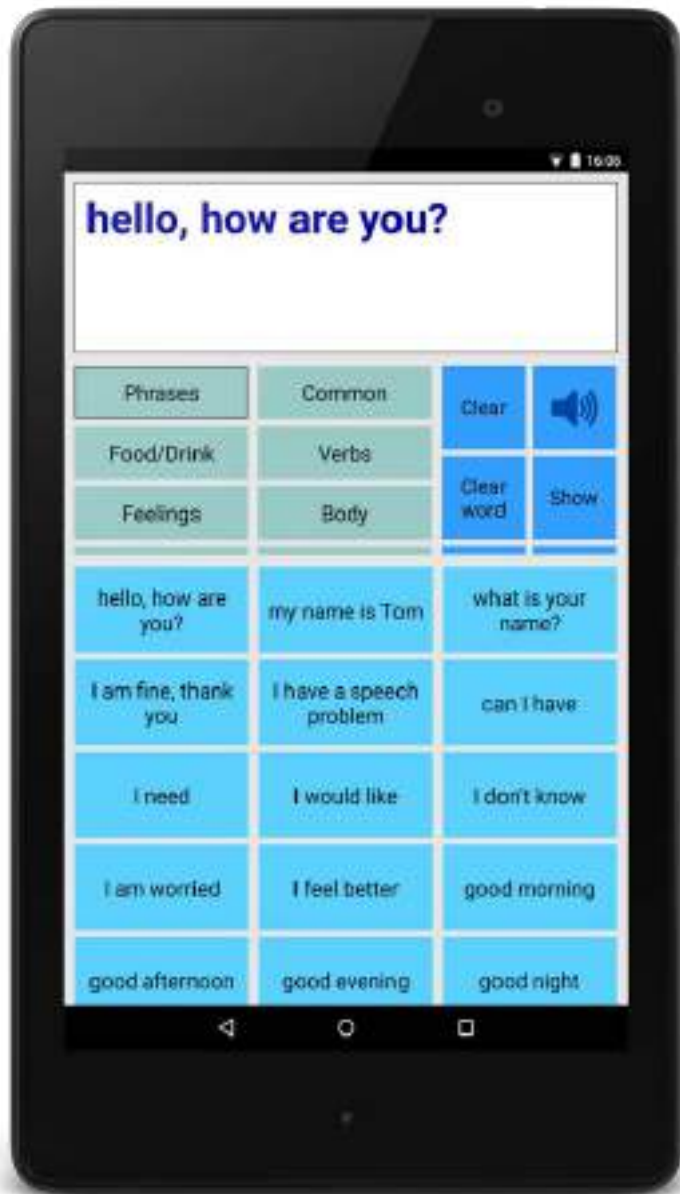 16:06
hello, how are you?
Phrases
Common
Clear
Food/Drink
Verbs
Clear
word
Show
Feelings
Body
hello, how are
you?
my name is Tom
what is your
name?
I am fine, thank
you
I have a speech
problem
can I have
I need
I would like
I don't know
I am worried
I feel better
good morning
good afternoon
good evening
good night